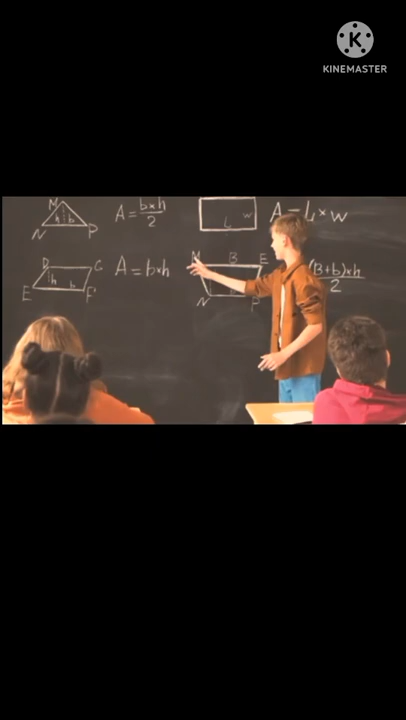 K
KINEMASTER
M
h b
N P
A = b×h/2
w
L
A = L×w
D C
h
b
E F
A = b×h
B E
N F
(B+b)×h/2